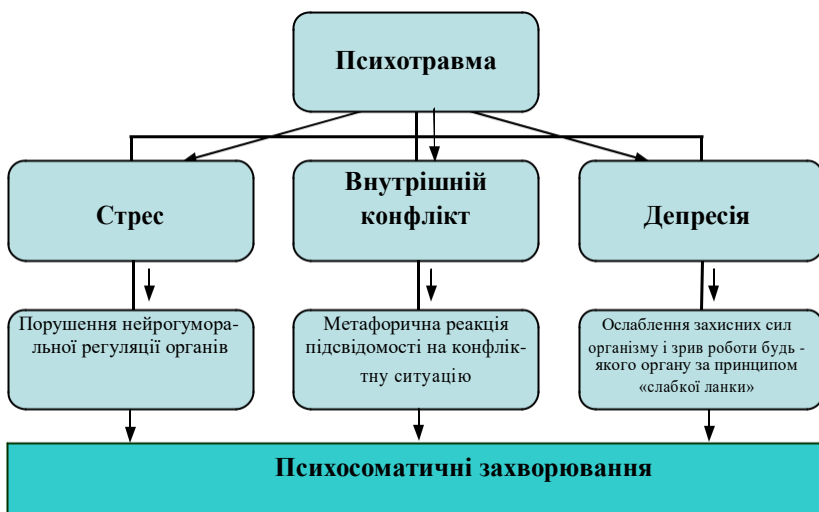 Психотравма
Стрес
Внутрішній
конфлікт
Депресія
Порушення нейрогумора-
льної регуляції органів
Метафорична реакція
підсвідомості на конфлік-
тну ситуацію
Ослаблення захисних сил
організму і зрив роботи будь -
якого органу за принципом
«слабкої ланки»
Психосоматичні захворювання